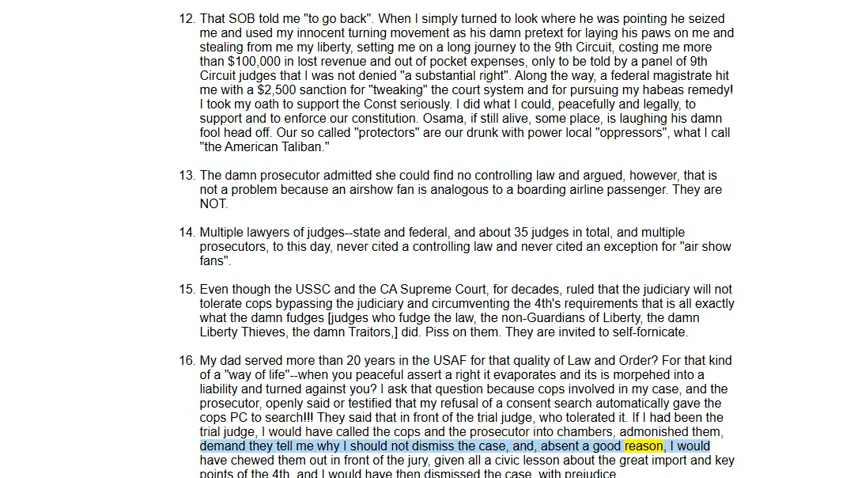 12. That SOB told me "to go back". When I simply turned to look where he was pointing he seized
me and used my innocent turning movement as his damn pretext for laying his paws on me and
stealing from me my liberty, setting me on a long journey to the 9th Circuit, costing me more
than $100,000 in lost revenue and out of pocket expenses, only to be told by a panel of 9th
Circuit judges that I was not denied "a substantial right". Along the way, a federal magistrate hit
me with a $2,500 sanction for "tweaking" the court system and for pursuing my habeas remedy!
I took my oath to support the Const seriously. I did what I could, peacefully and legally, to
support and to enforce our constitution. Osama, if still alive, some place, is laughing his damn
fool head off. Our so called "protectors" are our drunk with power local "oppressors", what I call
"the American Taliban."
13. The damn prosecutor admitted she could find no controlling law and argued, however, that is
not a problem because an airshow fan is analogous to a boarding airline passenger. They are
NOT.
14. Multiple lawyers of judges--state and federal, and about 35 judges in total, and multiple
prosecutors, to this day, never cited a controlling law and never cited an exception for "air show
fans".
15. Even though the USSC and the CA Supreme Court, for decades, ruled that the judiciary will not
tolerate cops bypassing the judiciary and circumventing the 4th's requirements that is all exactly
what the damn fudges [judges who fudge the law, the non-Guardians of Liberty, the damn
Liberty Thieves, the damn Traitors,] did. Piss on them. They are invited to self-fornicate.
16. My dad served more than 20 years in the USAF for that quality of Law and Order? For that kind
of a "way of life"--when you peaceful assert a right it evaporates and its is morpehed into a
liability and turned against you? I ask that question because cops involved in my case, and the
prosecutor, openly said or testified that my refusal of a consent search automatically gave the
cops PC to search!!! They said that in front of the trial judge, who tolerated it. If I had been the
trial judge, I would have called the cops and the prosecutor into chambers, admonished them,
demand they tell me why I should not dismiss the case, and, absent a good reason, I would
have chewed them out in front of the jury, given all a civic lesson about the great import and key
points of the 4th, and I would have then dismissed the case, with prejudice